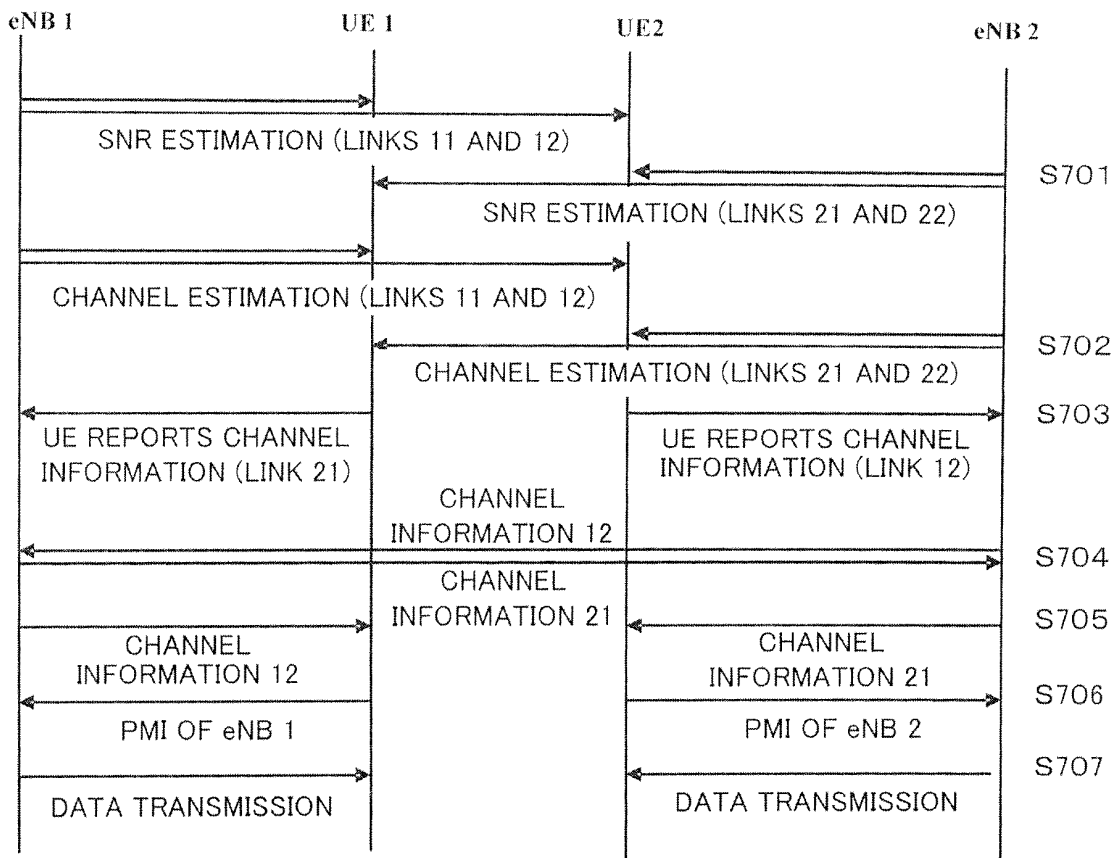 eNB 1
UE 1
UE2
eNB 2
SNR ESTIMATION (LINKS 11 AND 12)
S701
SNR ESTIMATION (LINKS 21 AND 22)
CHANNEL ESTIMATION (LINKS 11 AND 12)
S702
CHANNEL ESTIMATION (LINKS 21 AND 22)
S703
UE REPORTS CHANNEL
INFORMATION (LINK 21)
UE REPORTS CHANNEL
INFORMATION (LINK 12)
CHANNEL
INFORMATION 12
S704
CHANNEL
INFORMATION 21
S705
CHANNEL
INFORMATION 12
CHANNEL
INFORMATION 21
S706
PMI OF eNB 1
PMI OF eNB 2
S707
DATA TRANSMISSION
DATA TRANSMISSION